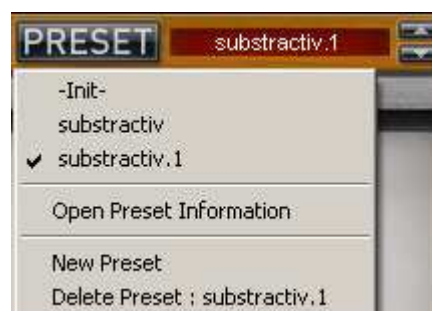 PRESET substractiv.1
-Init-
substractiv
substractiv.1
Open Preset Information
New Preset
Delete Preset : substractiv.1